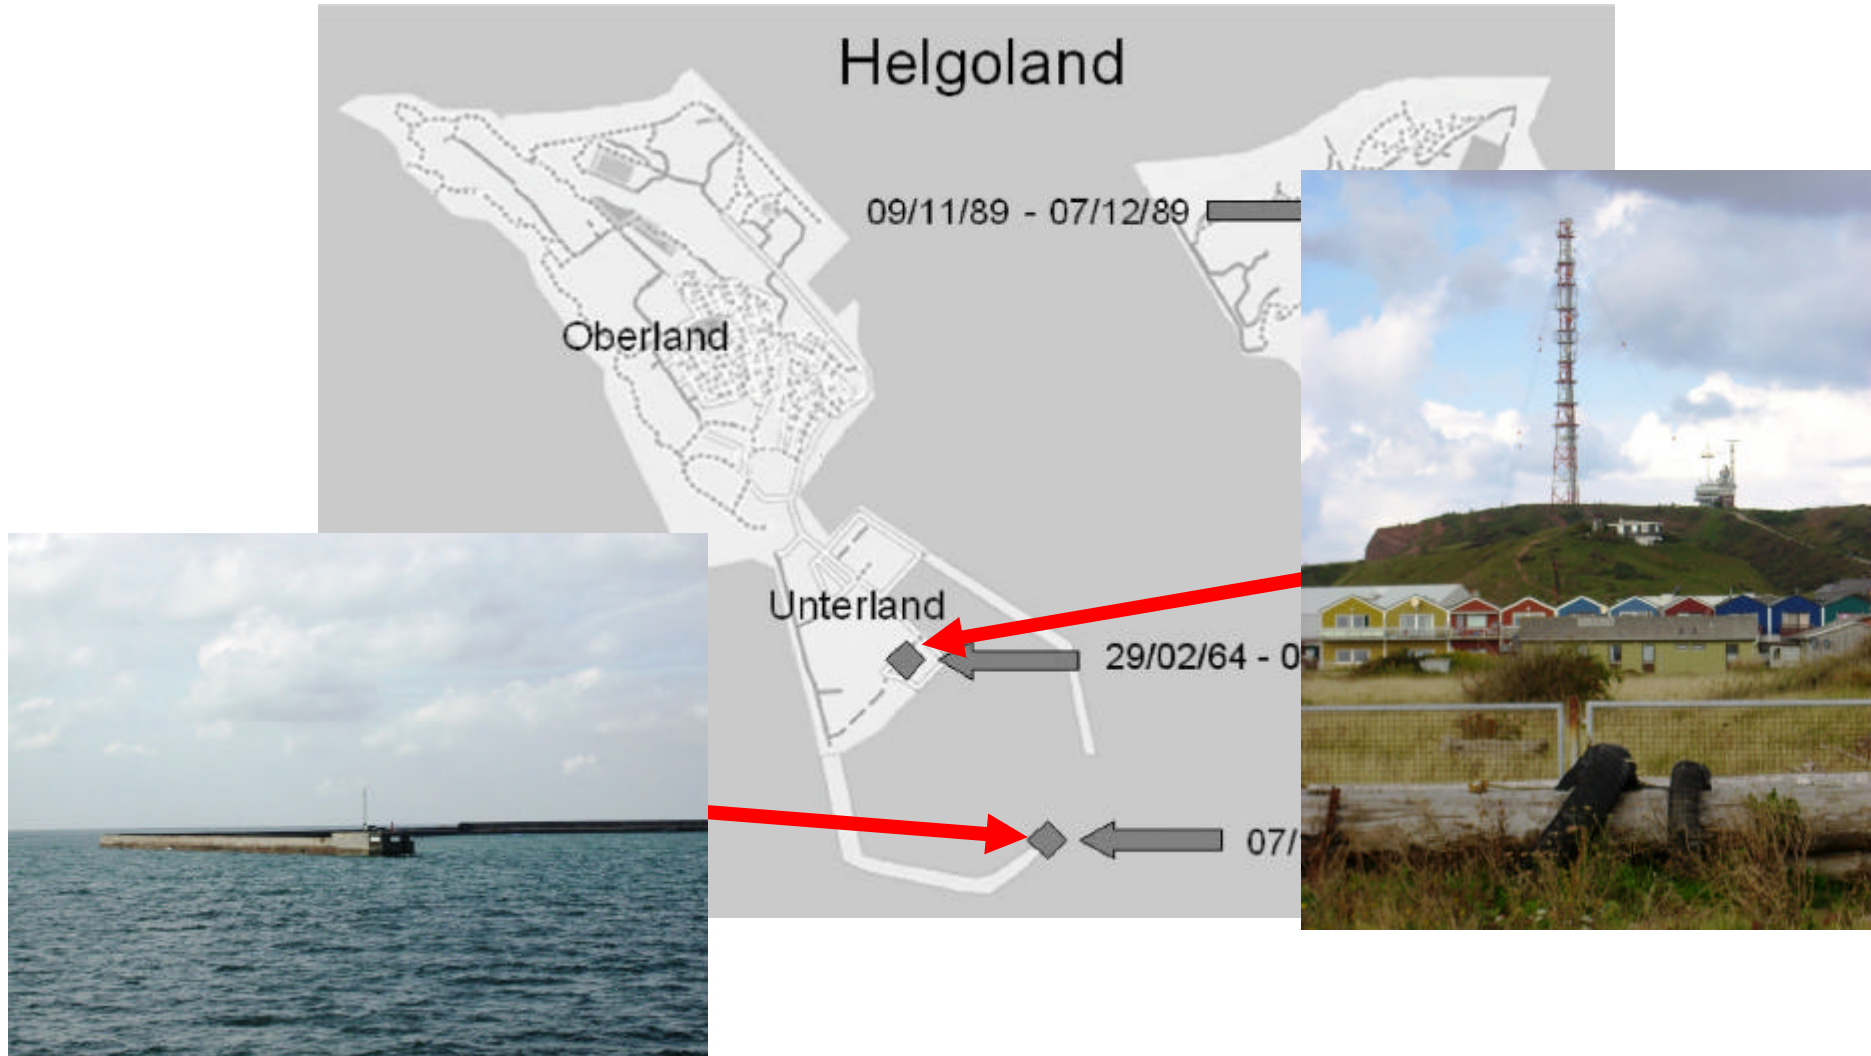 Helgoland
09/11/89 - 07/12/89
Oberland
Unterland
29/02/64 - 0
07/